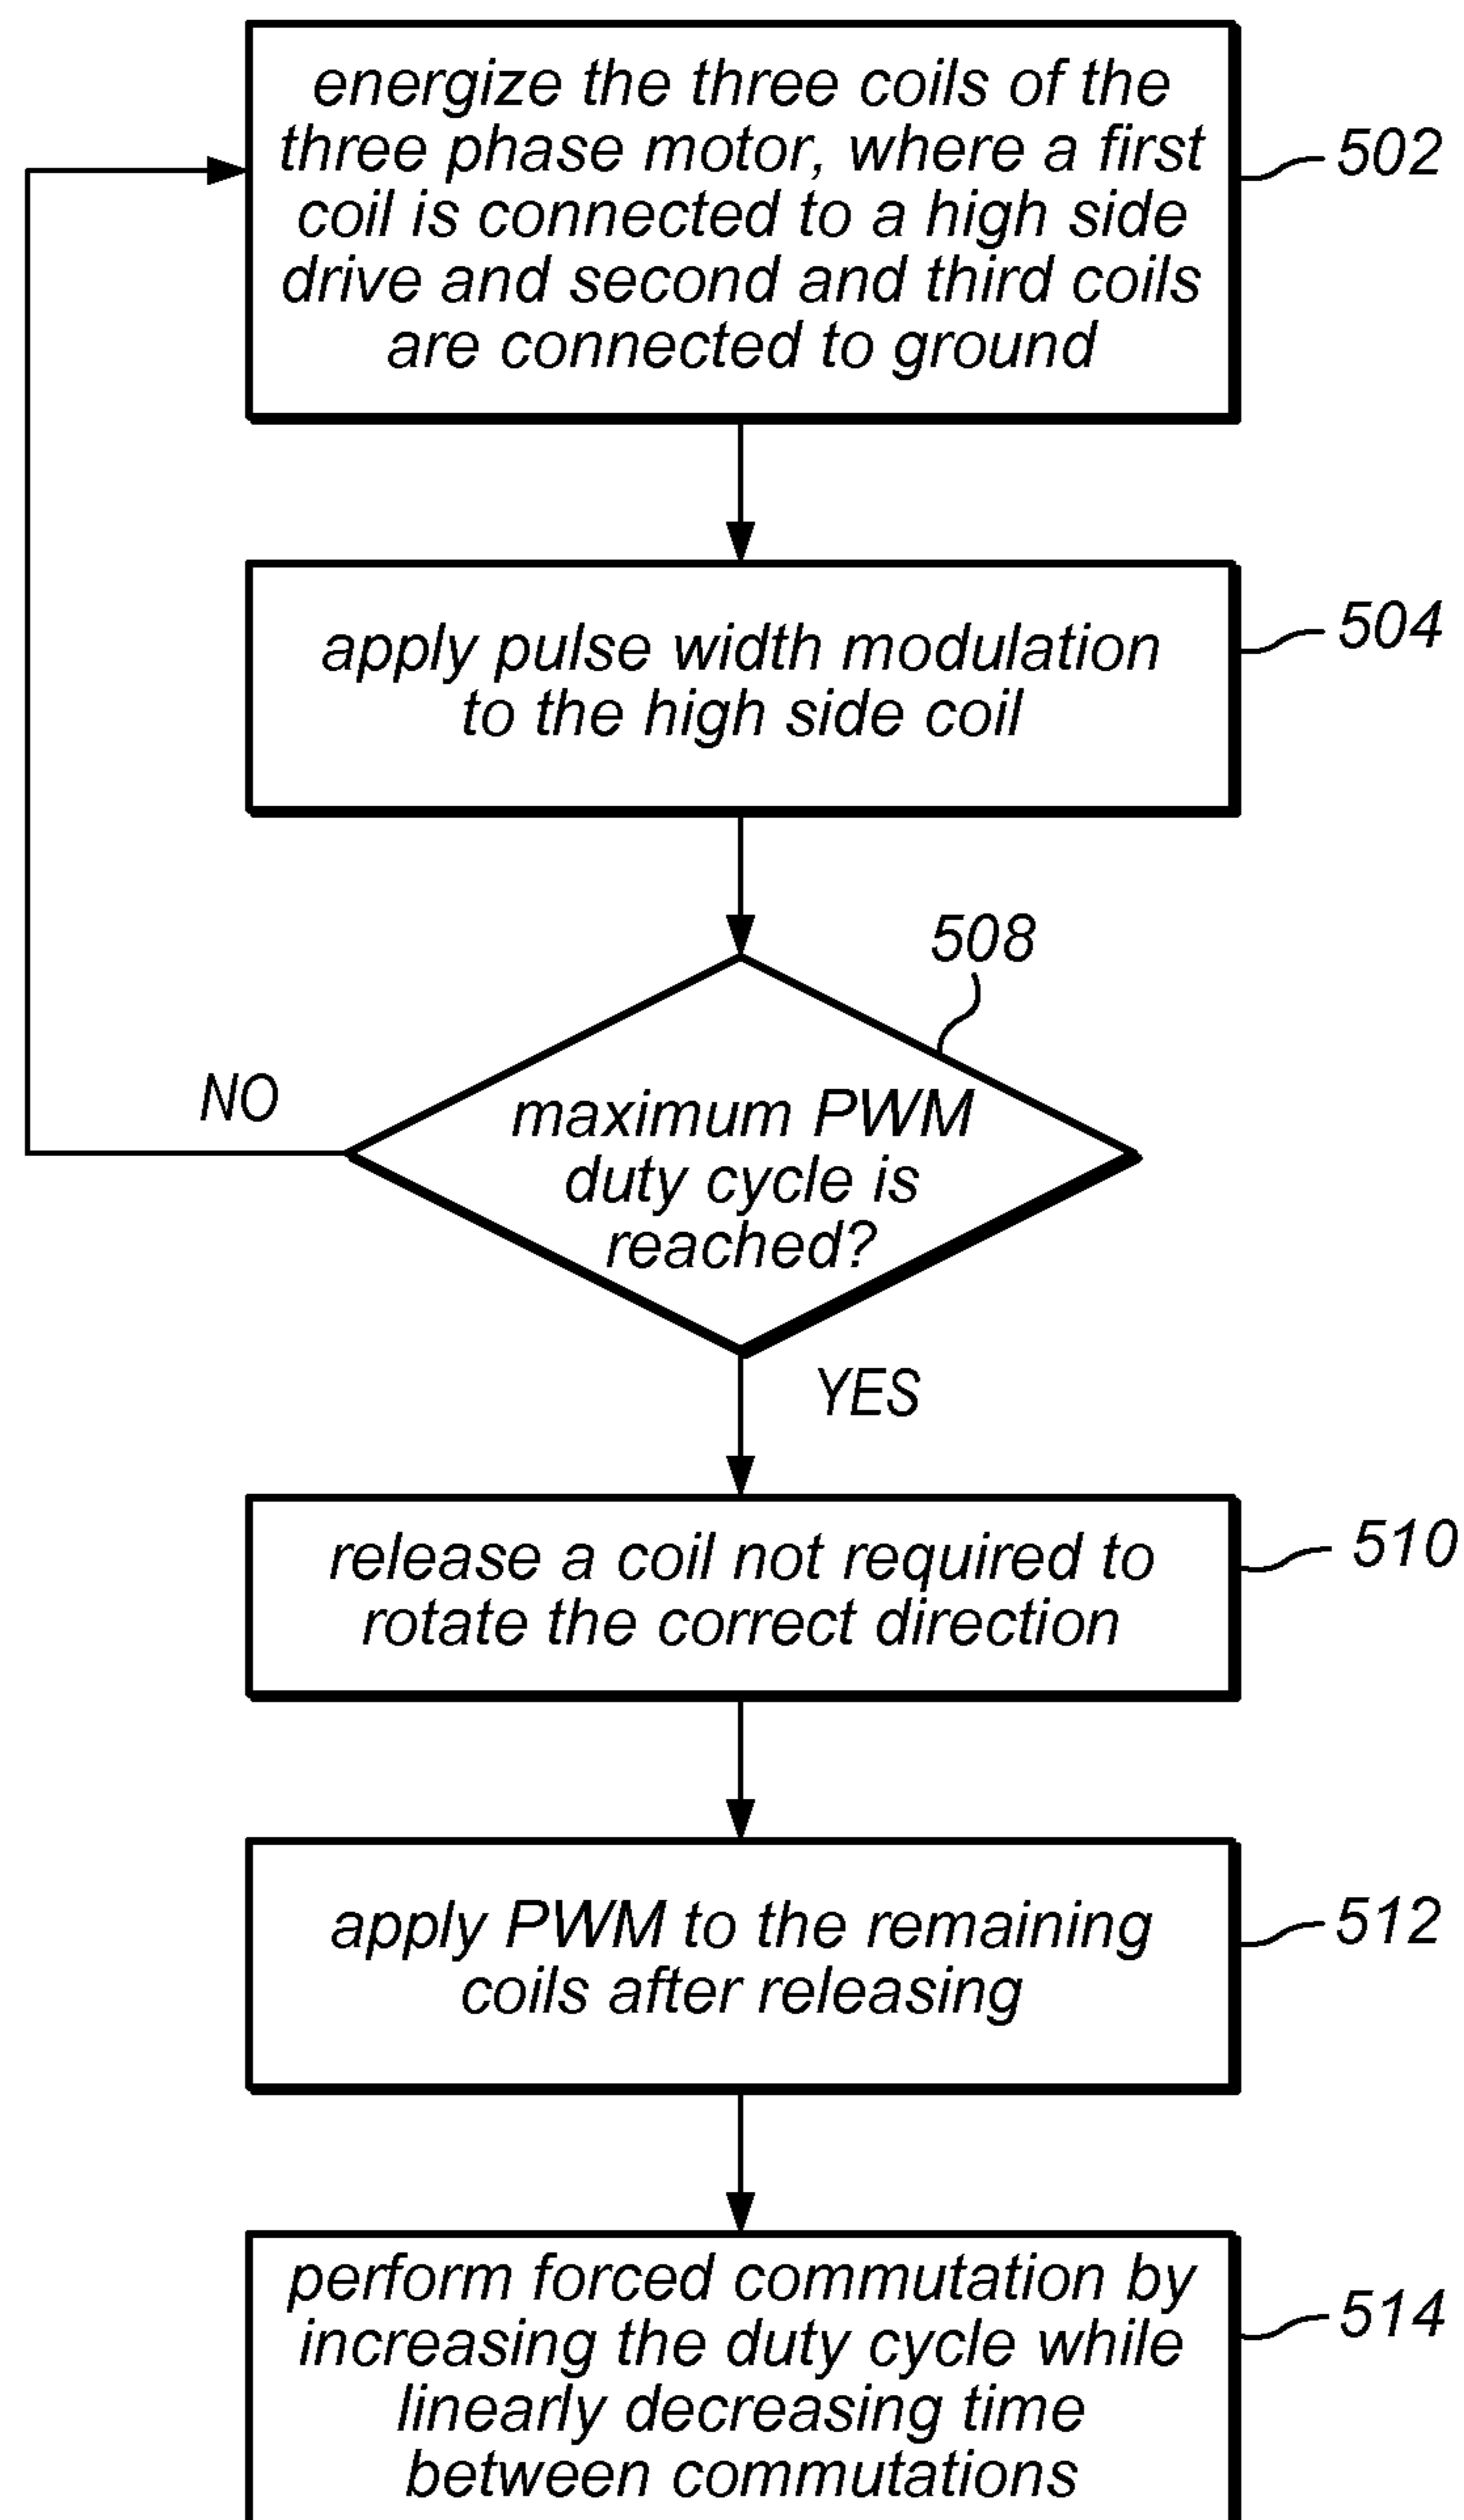 energize the three coils of the
three phase motor, where a first
coil is connected to a high side
drive and second and third coils
are connected to ground
502
apply pulse width modulation
to the high side coil
504
508
maximum PWM
duty cycle is
reached?
NO
YES
release a coil not required to
rotate the correct direction
510
apply PWM to the remaining
coils after releasing
512
perform forced commutation by
increasing the duty cycle while
linearly decreasing time
between commutations
514